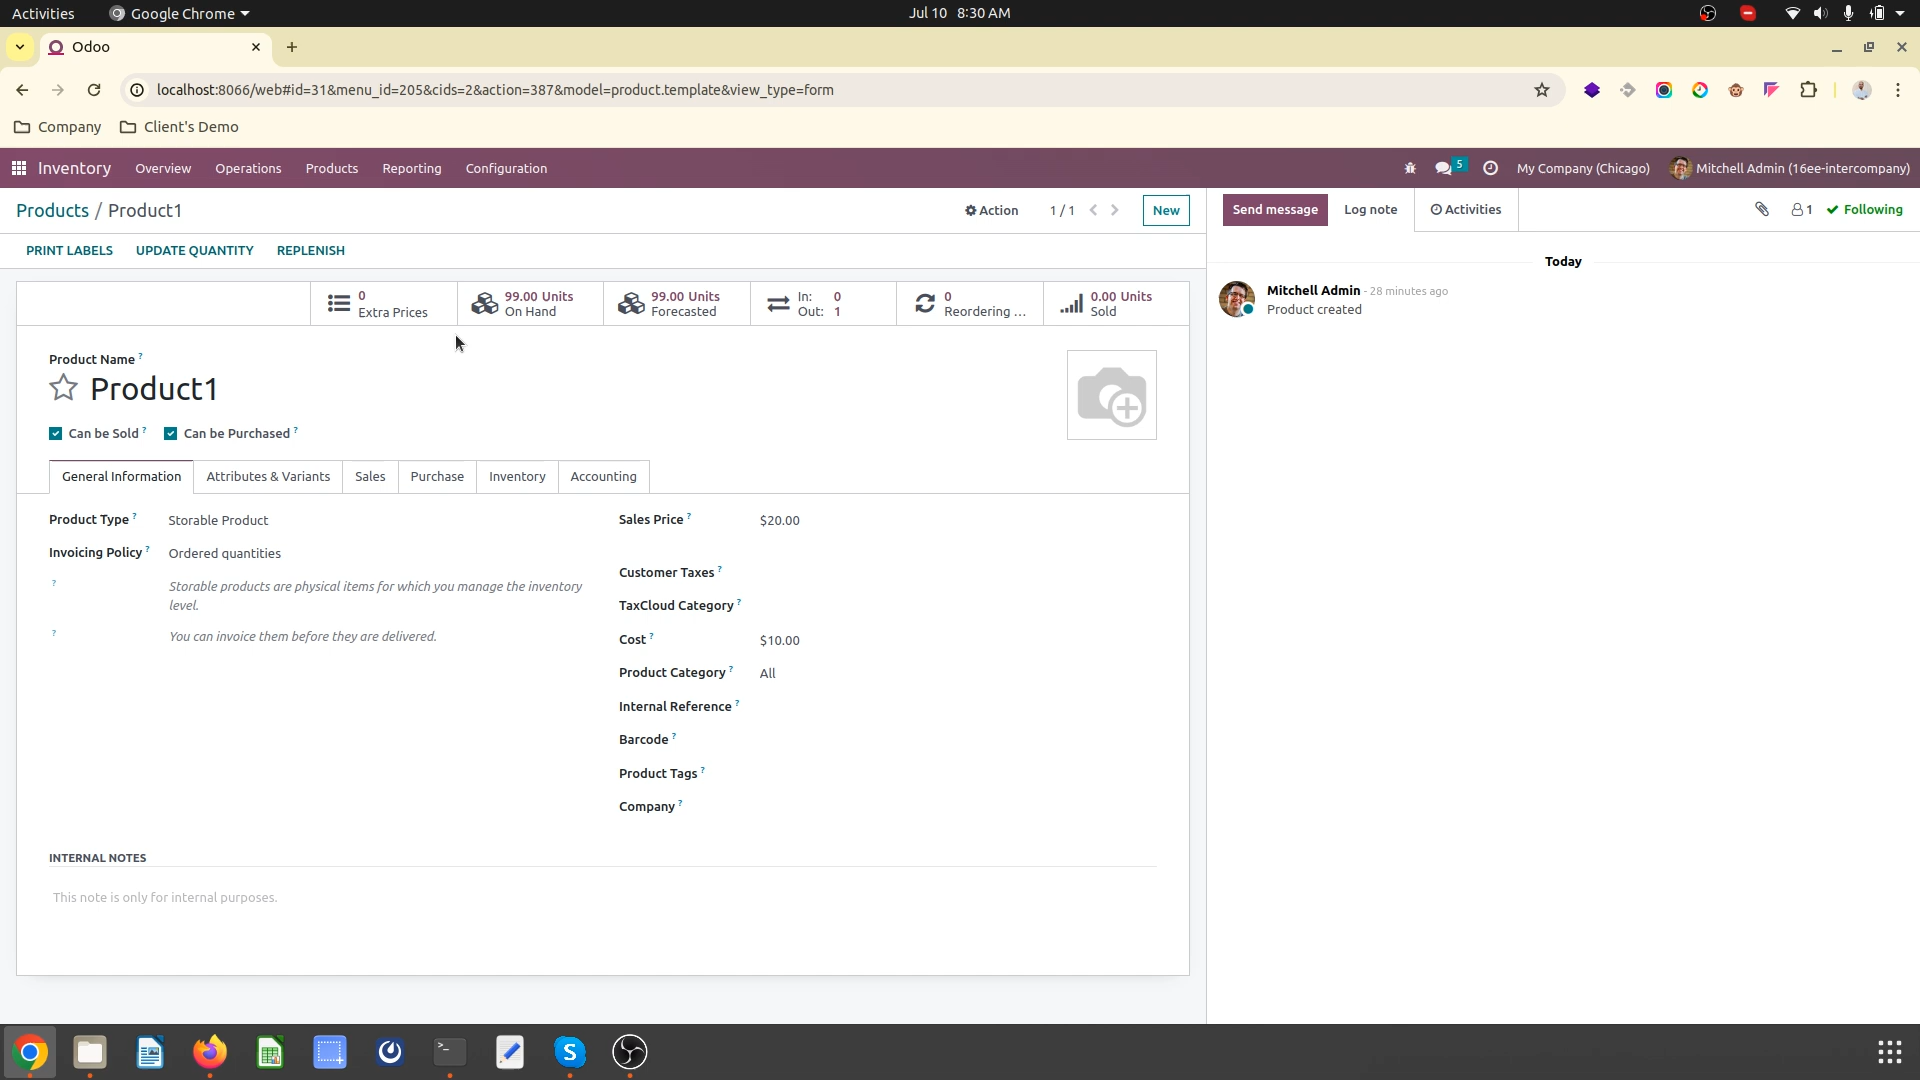 Activities Google Chrome Jul 10 8:30 AM
Odoo
localhost:8066/web#id=31&menu_id=205&cids=2&action=387&model=product.template&view_type=form
Company Client's Demo
Inventory Overview Operations Products Reporting Configuration 5 My Company (Chicago) Mitchell Admin (16ee-intercompany)
Products / Product1 Action 1 / 1 New Send message Log note Activities 1 Following
PRINT LABELS UPDATE QUANTITY REPLENISH
Today
0 99.00 Units 99.00 Units In: 0 0 0.00 Units
Extra Prices On Hand Forecasted Out: 1 Reordering ... Sold
Mitchell Admin - 28 minutes ago
Product created
Product Name ?
Product1
Can be Sold ? Can be Purchased ?
General Information Attributes & Variants Sales Purchase Inventory Accounting
Product Type ? Storable Product Sales Price ? $20.00
Invoicing Policy ? Ordered quantities
Customer Taxes ?
? Storable products are physical items for which you manage the inventory
level.
TaxCloud Category ?
? You can invoice them before they are delivered. Cost ? $10.00
Product Category ? All
Internal Reference ?
Barcode ?
Product Tags ?
Company ?
INTERNAL NOTES
This note is only for internal purposes.